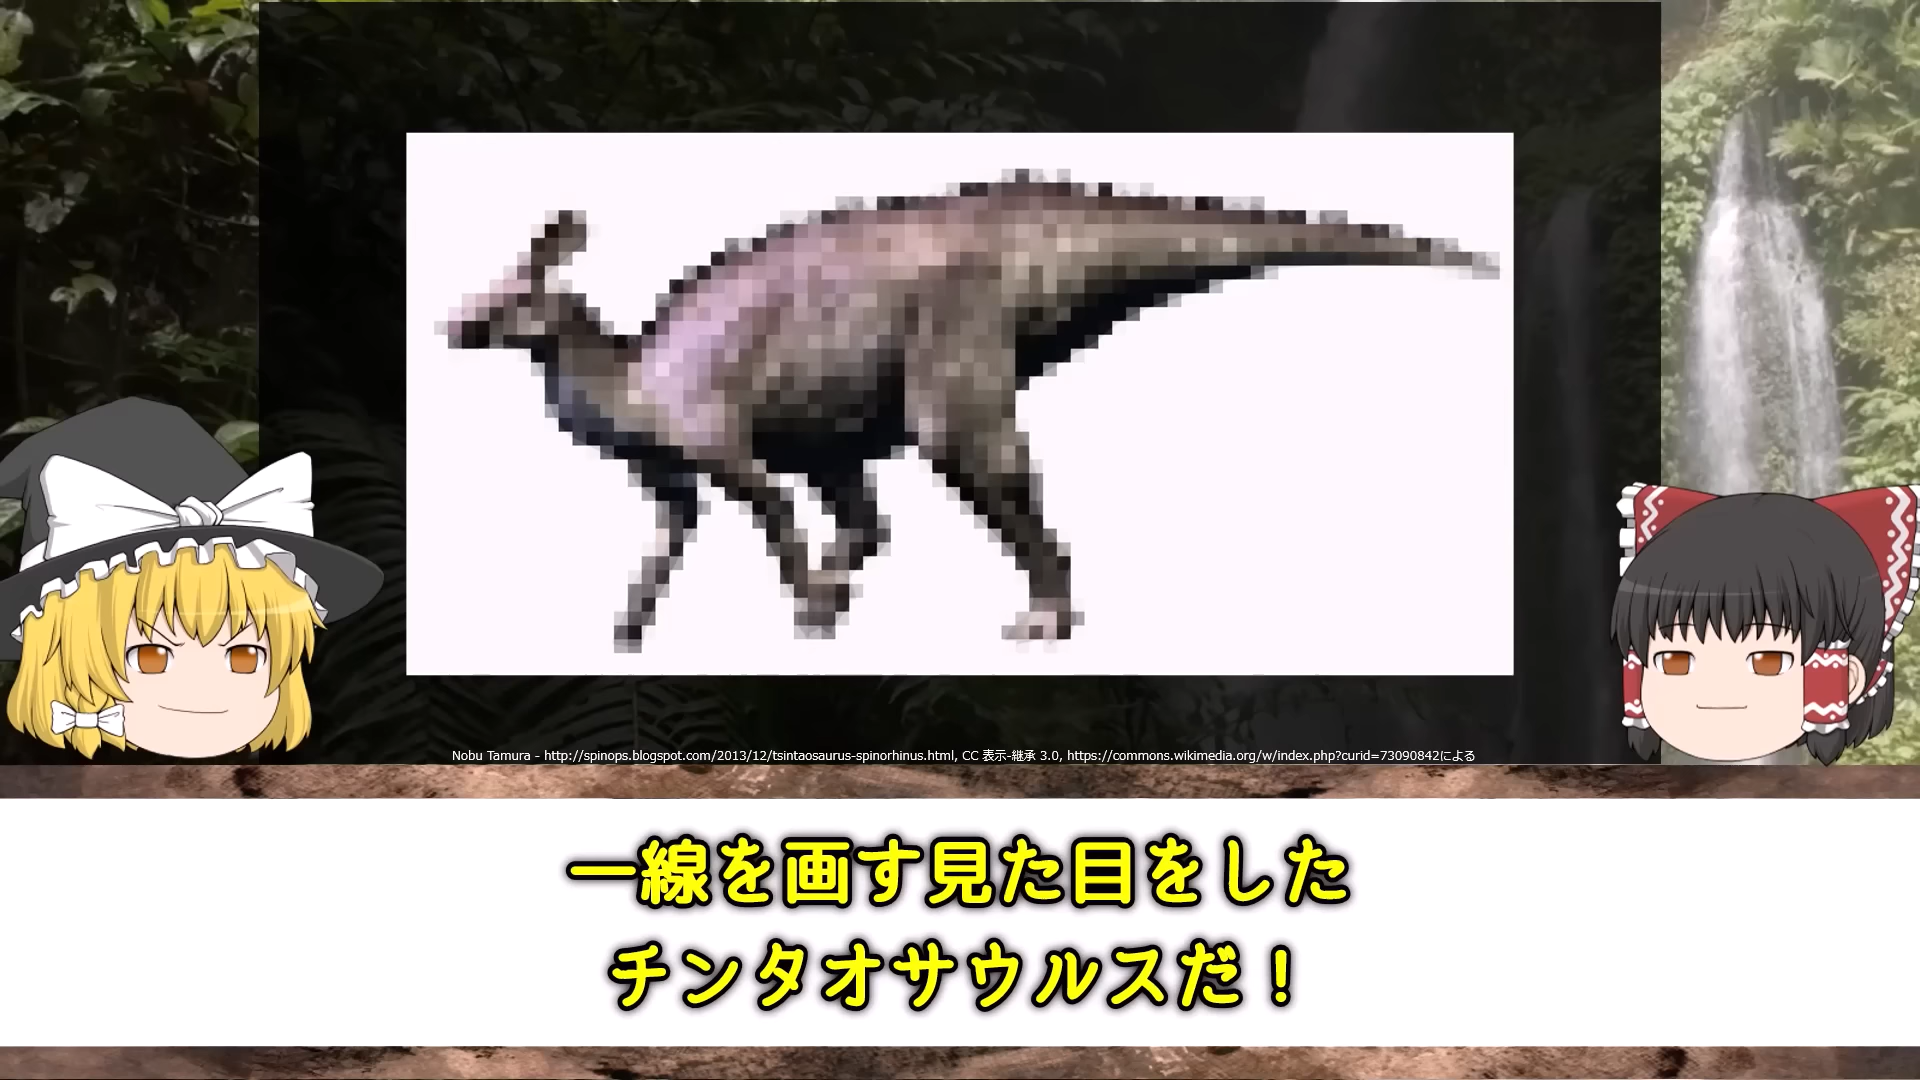 Nobu Tamura - http://spinops.blogspot.com/2013/12/tsintaosaurus-spinorhinus.html, CC 表示-継承 3.0, https://commons.wikimedia.org/w/index.php?curid=73090842による
一線を画す見た目をした
チンタオサウルスだ！